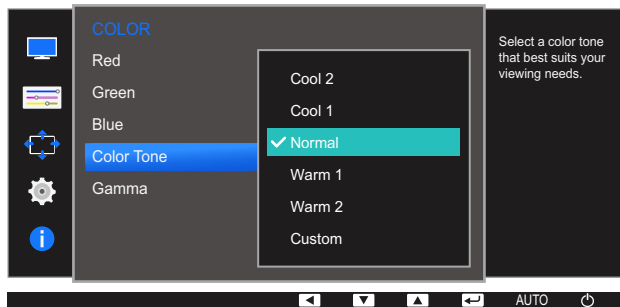 COLOR
Red
Green
Blue
Color Tone
Gamma
Cool 2
Cool 1
Normal
Warm 1
Warm 2
Custom
Select a color tone
that best suits your
viewing needs.
AUTO